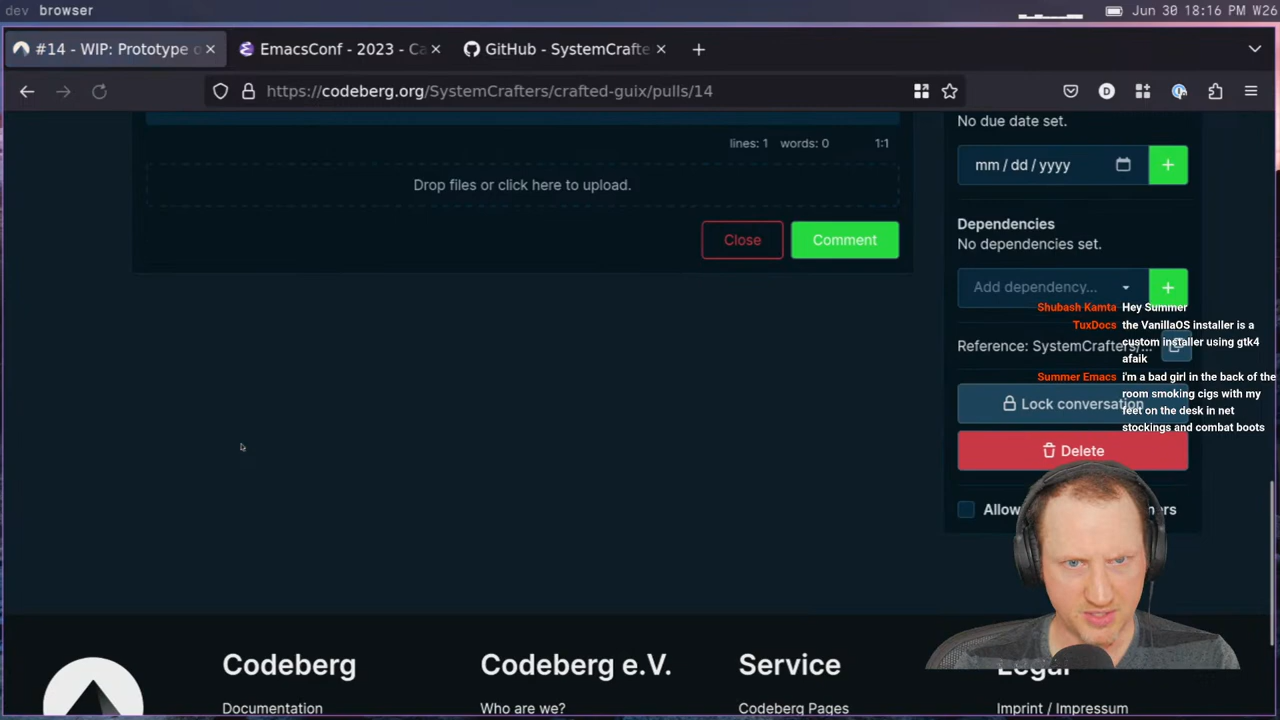 dev browser
Jun 30 18:16 PM W26
#14 - WIP: Prototype o
EmacsConf - 2023 - Ca
GitHub - SystemCrafte
https://codeberg.org/SystemCrafters/crafted-guix/pulls/14
No due date set.
lines: 1 words: 0 1:1
mm / dd / yyyy
Drop files or click here to upload.
Dependencies
No dependencies set.
Close
Comment
Add dependency...
Shubash Kamta Hey Summer
TuxDocs the VanillaOS installer is a
custom installer using gtk4
afaik
Reference: SystemCrafters/...
Summer Emacs i'm a bad girl in the back of the
room smoking cigs with my
feet on the desk in net
stockings and combat boots
Lock conversation
Delete
Allow
ners
Codeberg
Codeberg e.V.
Service
Legal
Documentation
Who are we?
Codeberg Pages
Imprint / Impressum